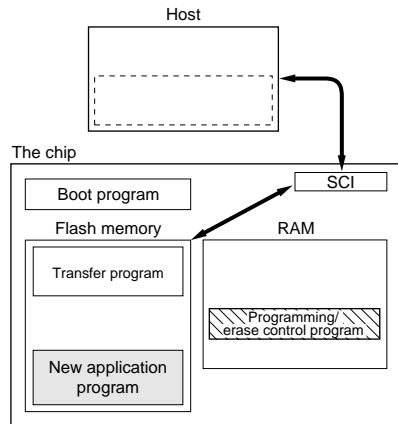 Host
The chip
SCI
Boot program
Flash memory
RAM
Transfer program
Programming/
erase control program
New application
program